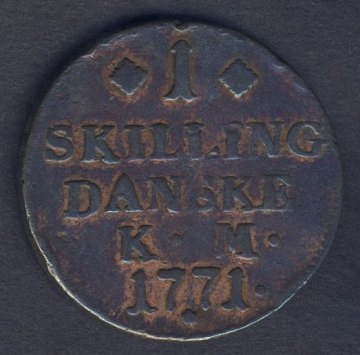 1
SKILLING
DANSKE
K · M ·
1771 ·